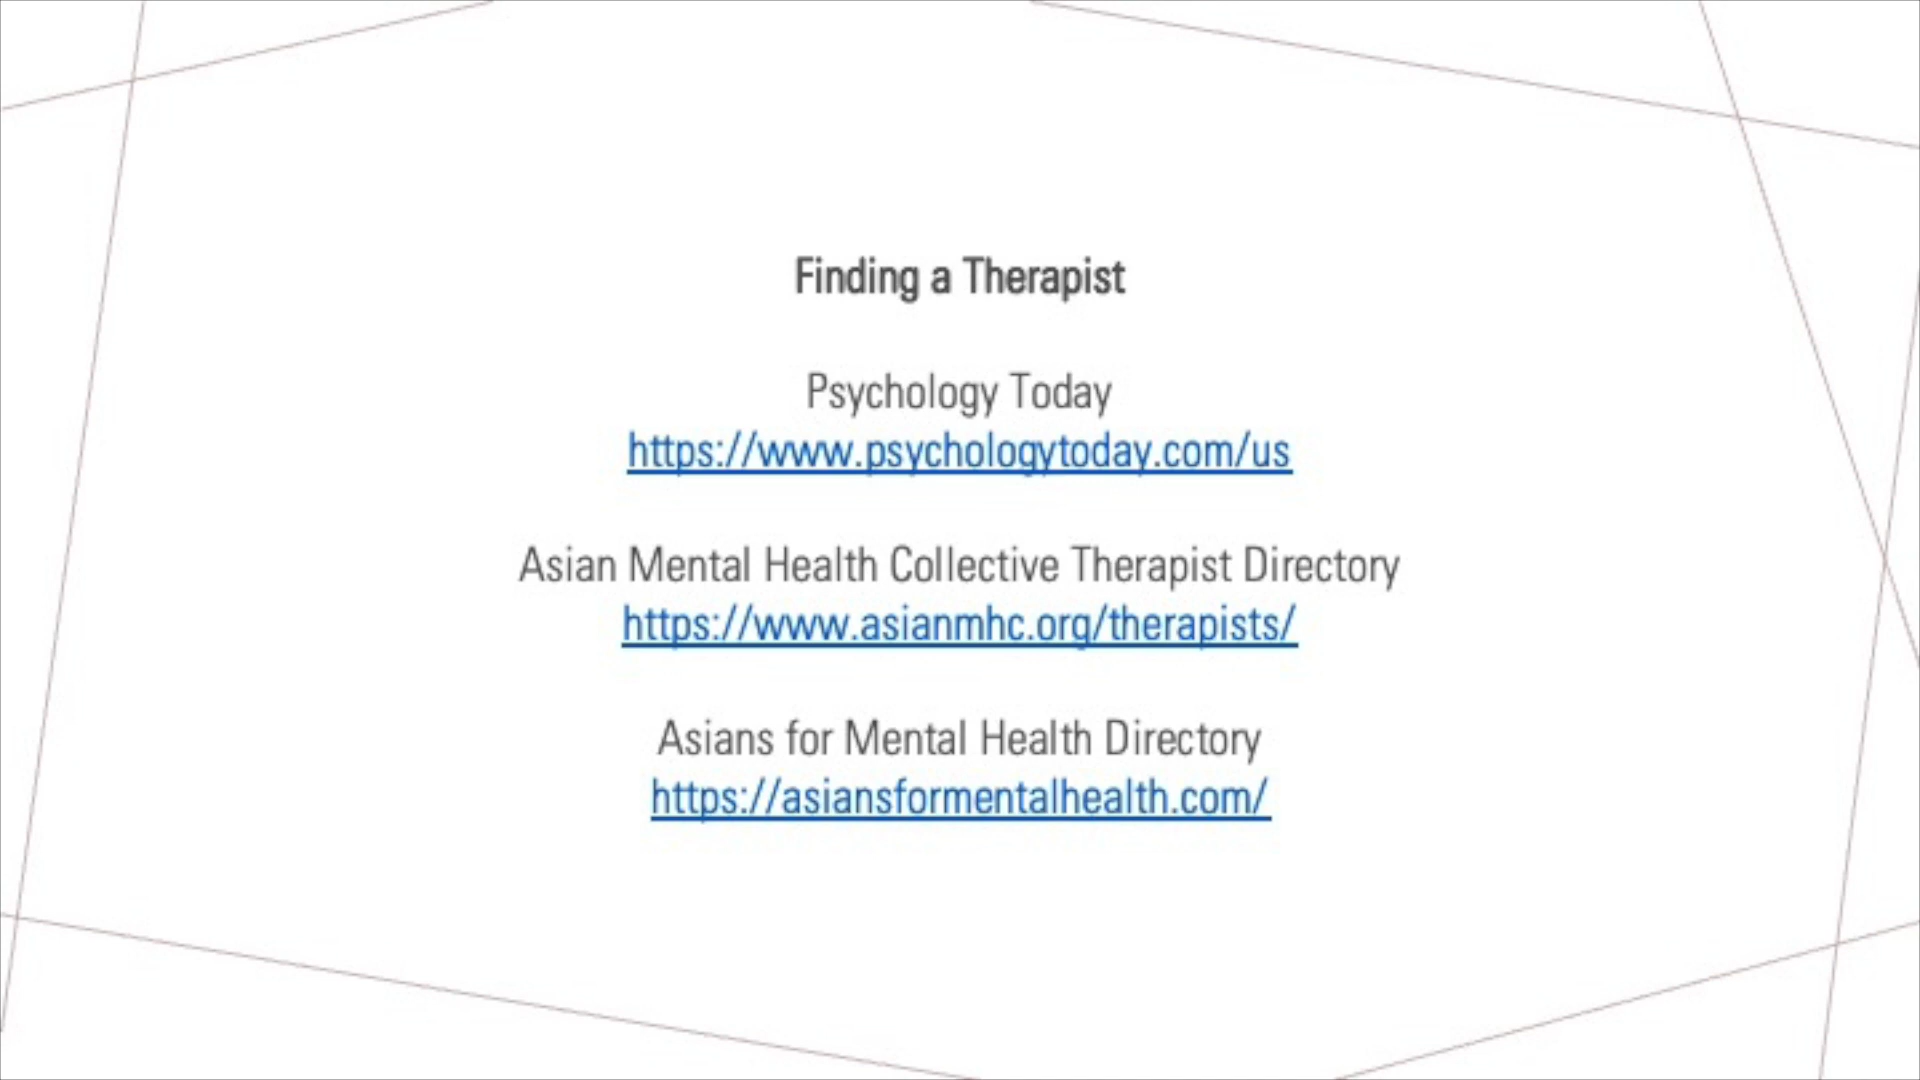 Finding a Therapist
Psychology Today
https://www.psychologytoday.com/us
Asian Mental Health Collective Therapist Directory
https://www.asianmhc.org/therapists/
Asians for Mental Health Directory
https://asiansformentalhealth.com/